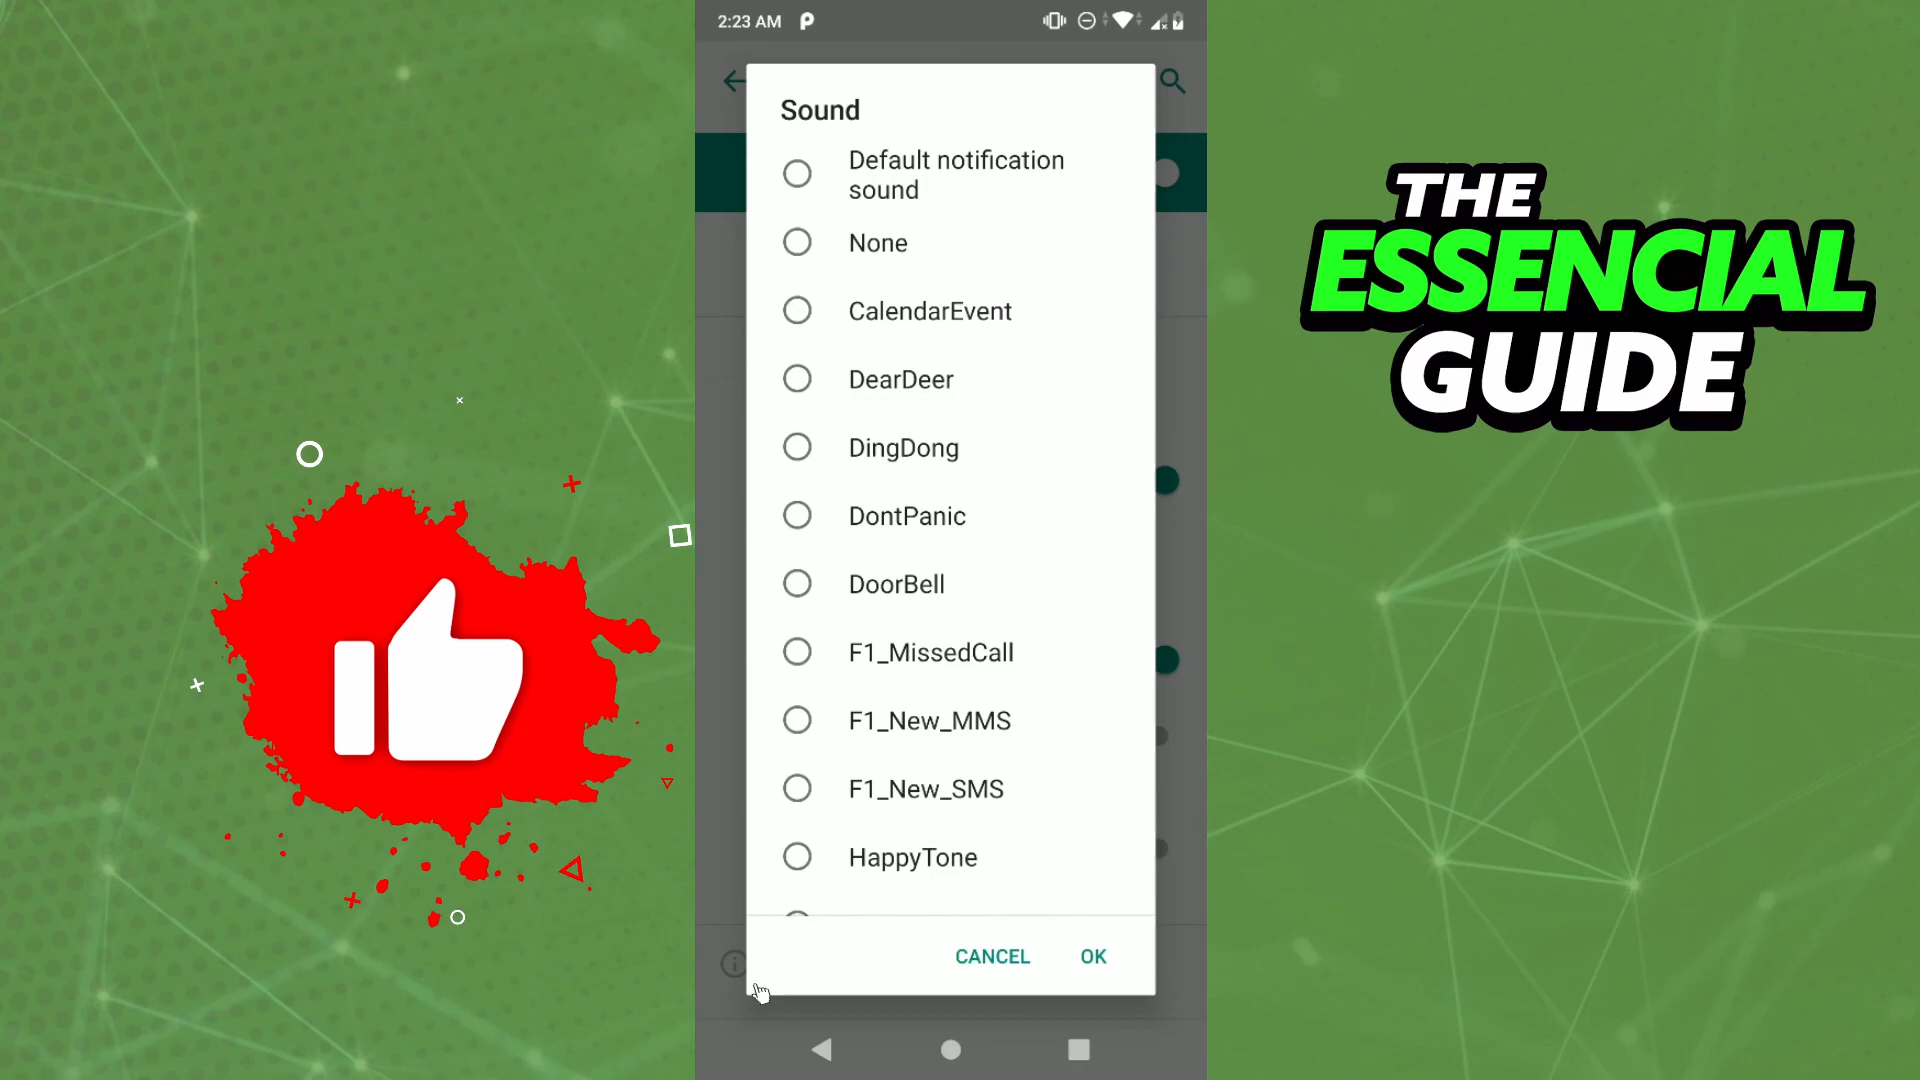 2:23 AM
Sound
Default notification
sound
None
CalendarEvent
DearDeer
DingDong
DontPanic
DoorBell
F1_MissedCall
F1_New_MMS
F1_New_SMS
HappyTone
CANCEL OK
THE
ESSENCIAL
GUIDE